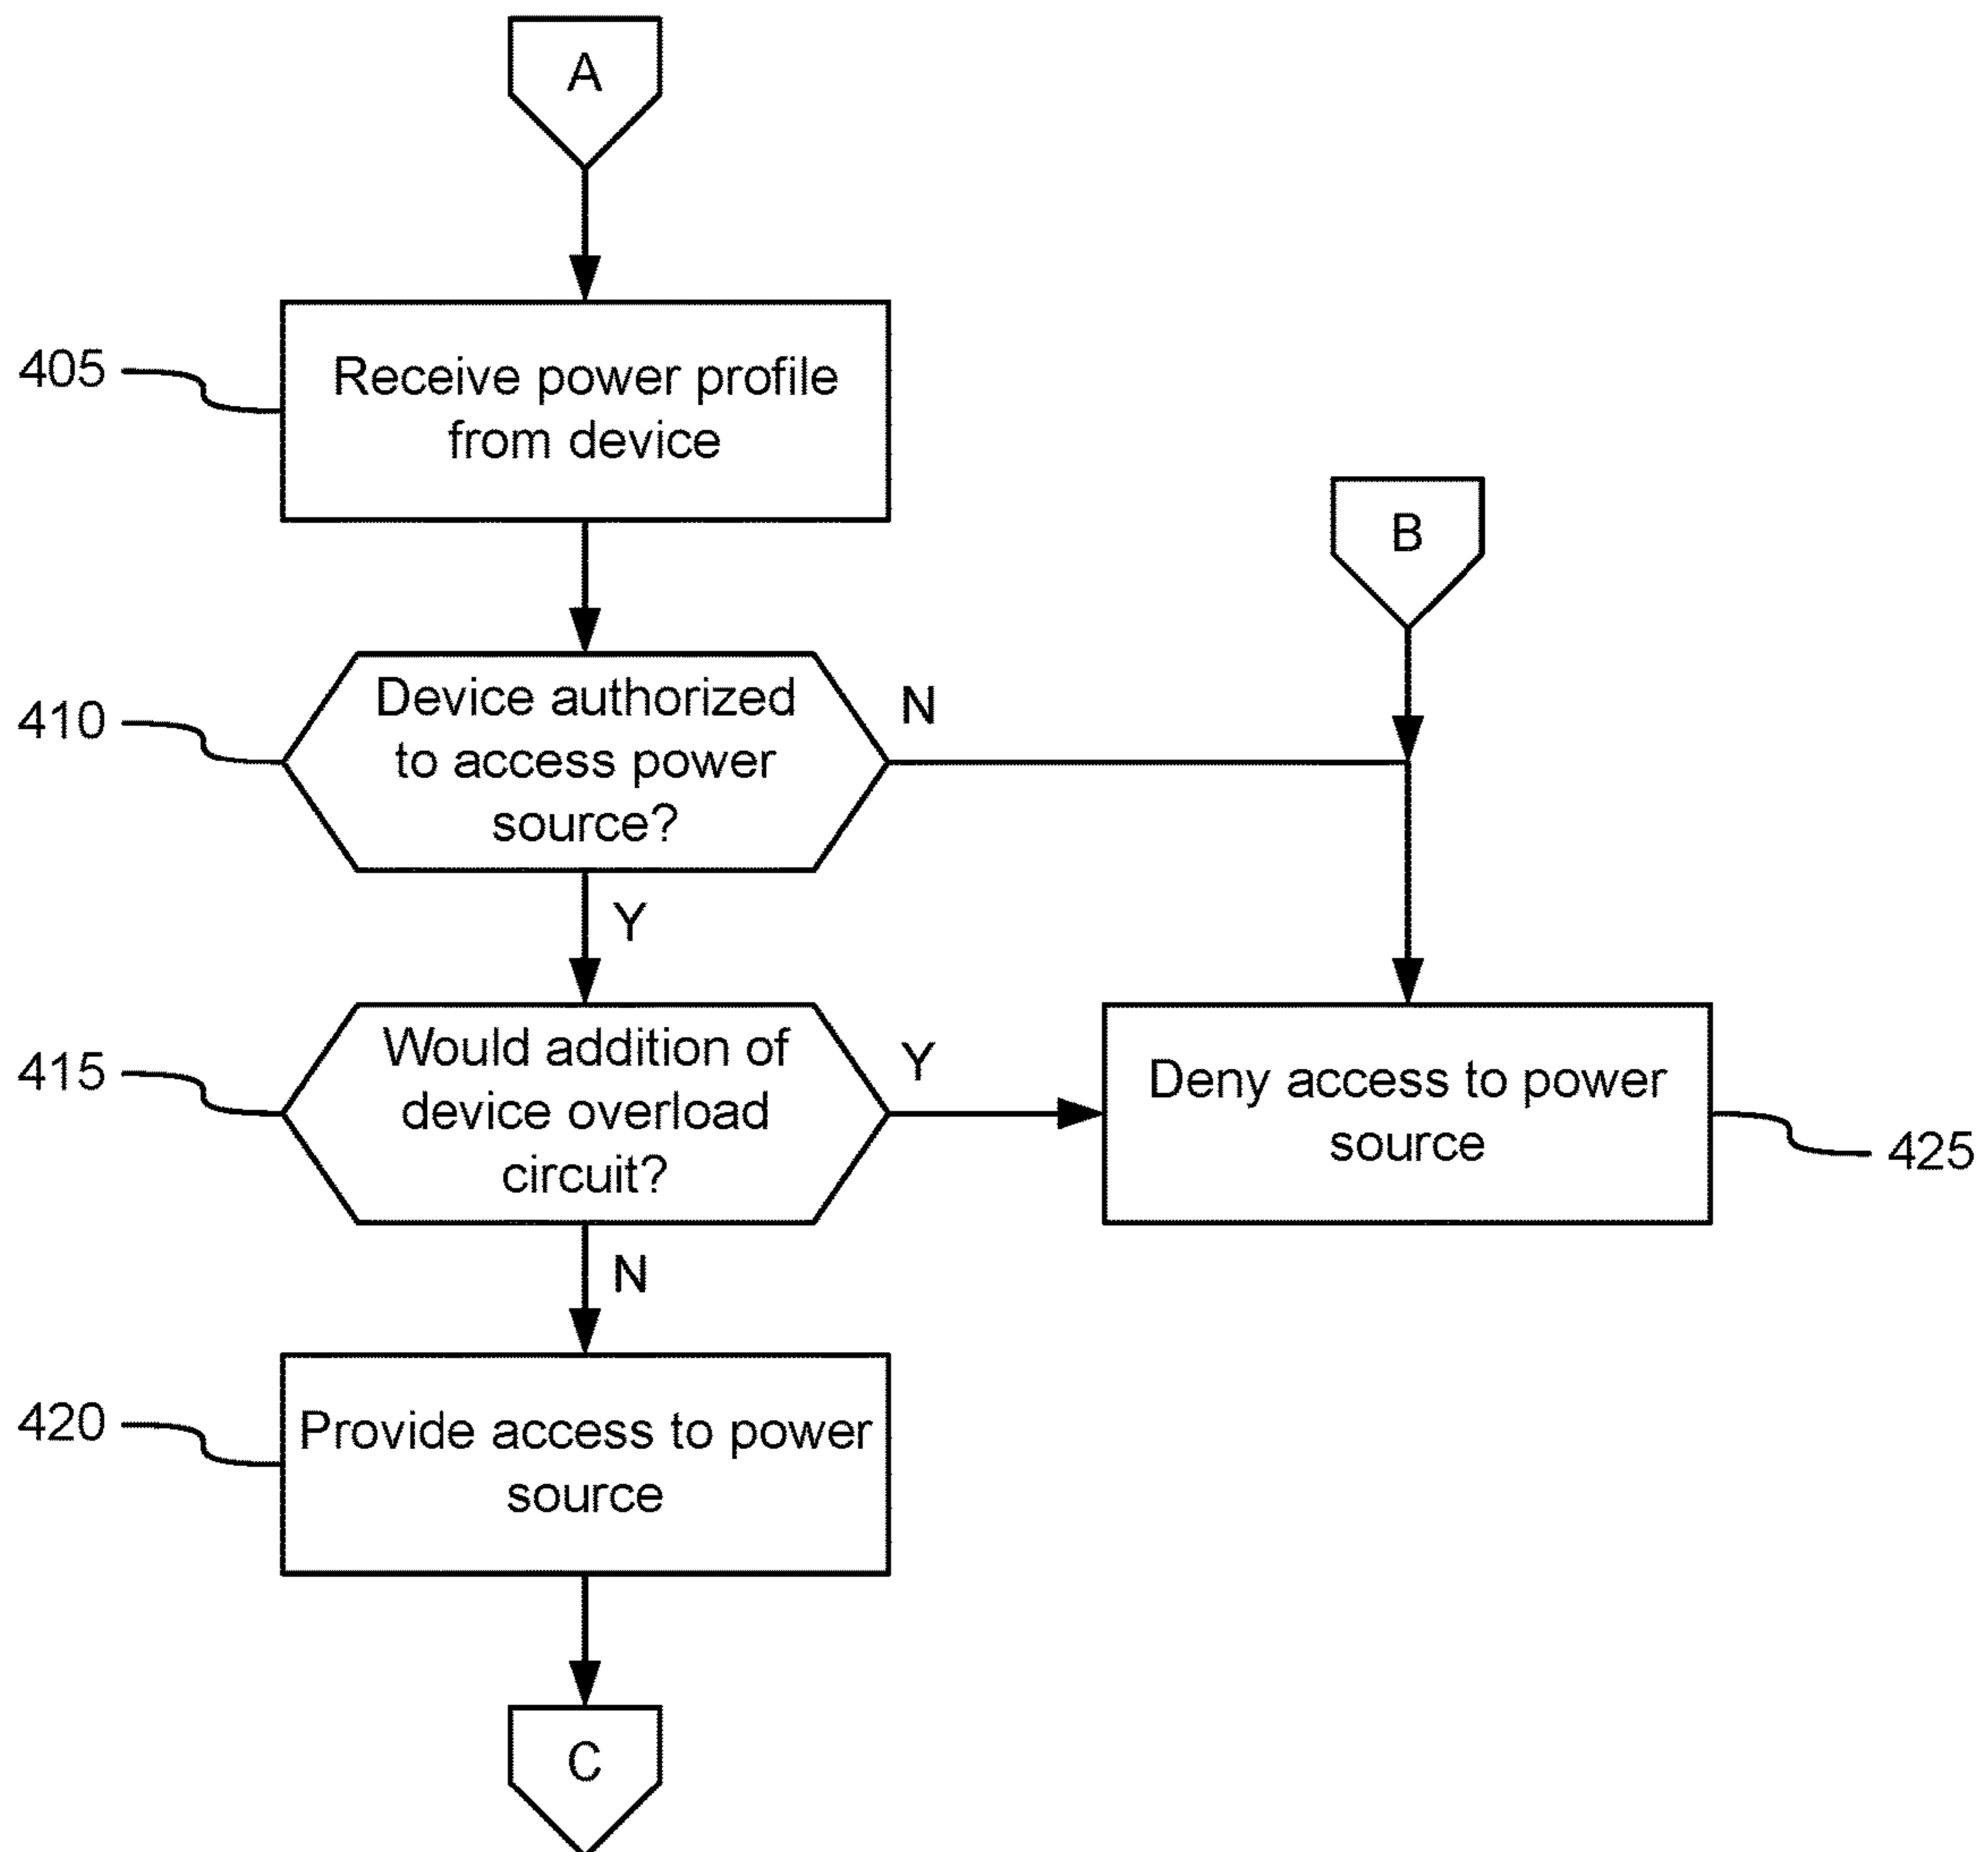 A
405
Receive power profile
from device
B
410
Device authorized
to access power
source?
N
Y
415
Would addition of
device overload
circuit?
Y
Deny access to power
source
425
N
420
Provide access to power
source
C